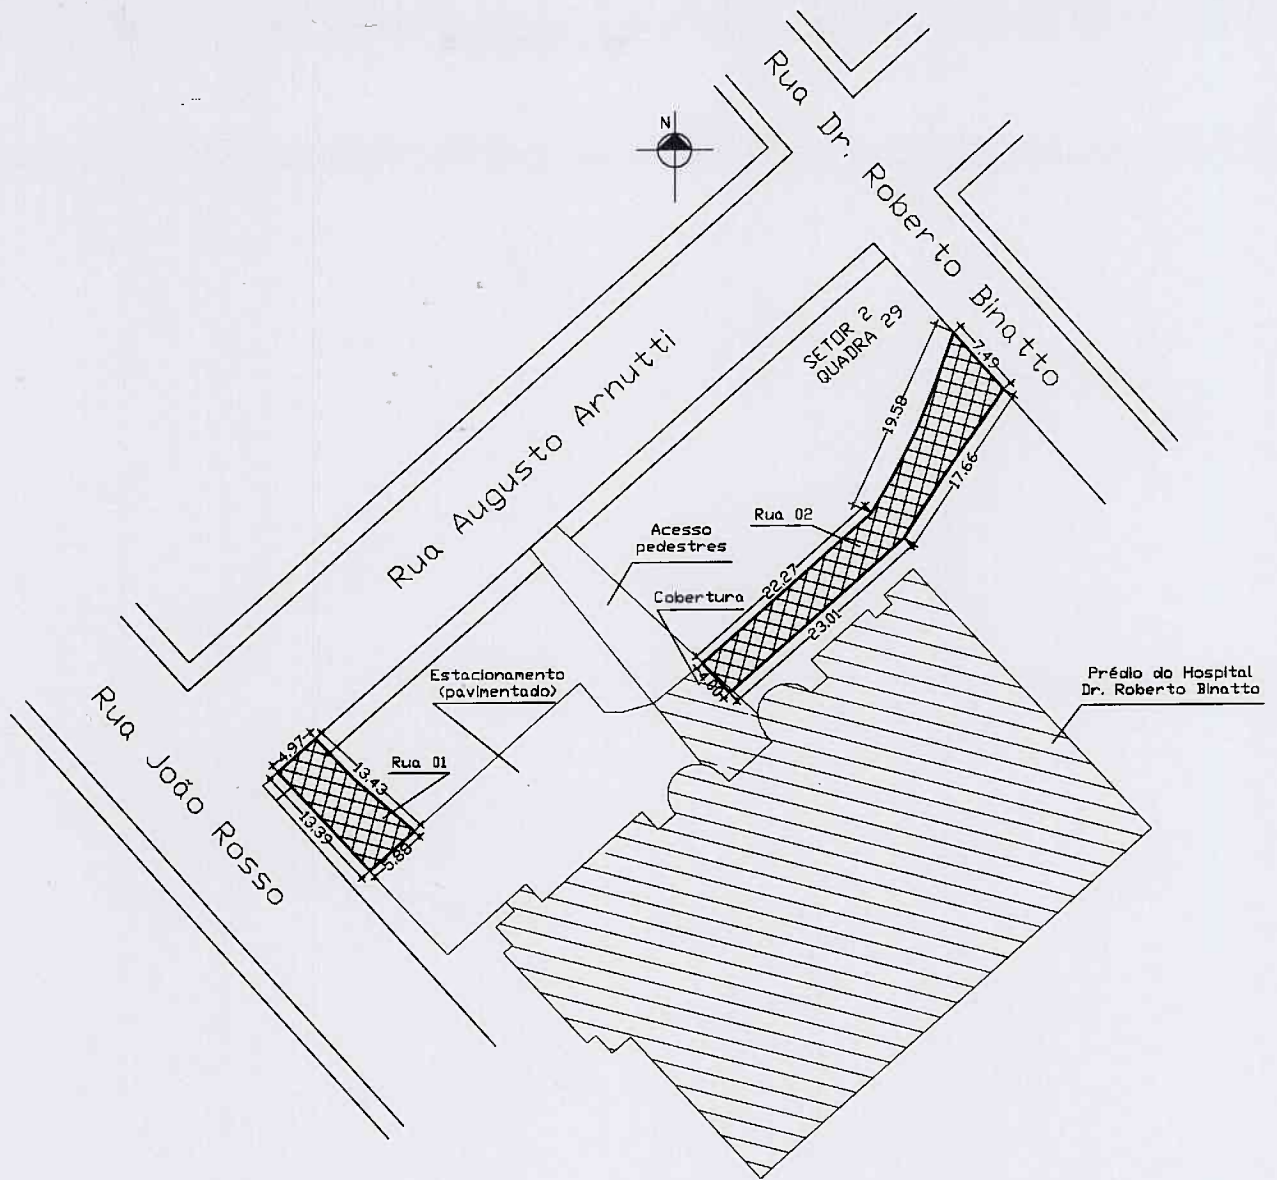 N
Rua Dr. Roberto Binatto
Rua Augusto Arnutti
SETOR 2
QUADRA 29
7.49
19.58
17.66
Rua 02
Acesso
pedestres
22.27
Cobertura
23.01
4.80
Estacionamento
(pavimentado)
Prédio do Hospital
Dr. Roberto Binatto
Rua João Rosso
4.97
Rua 01
13.43
13.39
5.88